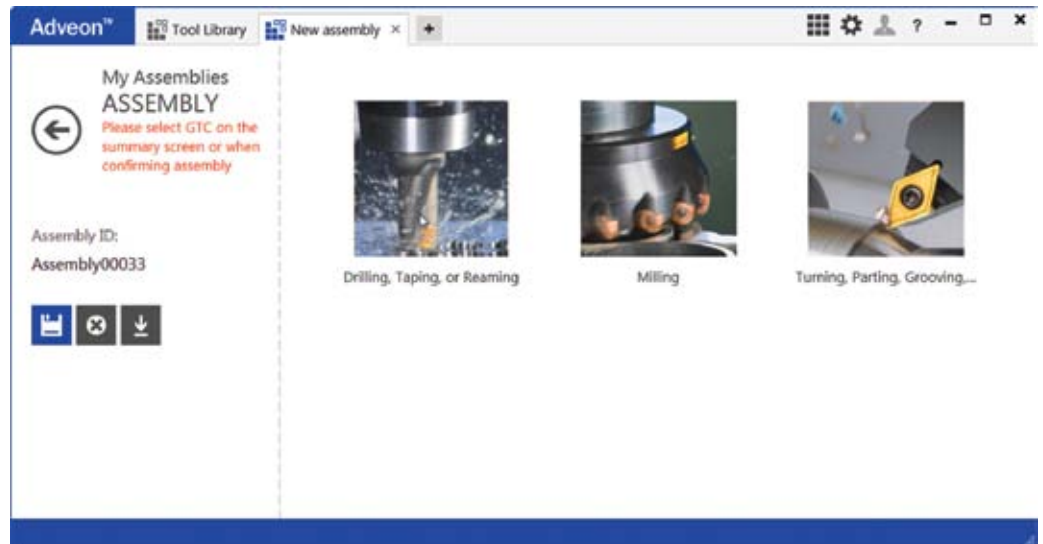 Adveon™
Tool Library
New assembly × +
?
My Assemblies
ASSEMBLY
Please select GTC on the
summary screen or when
confirming assembly
Assembly ID:
Assembly00033
Drilling, Taping, or Reaming
Milling
Turning, Parting, Grooving,...